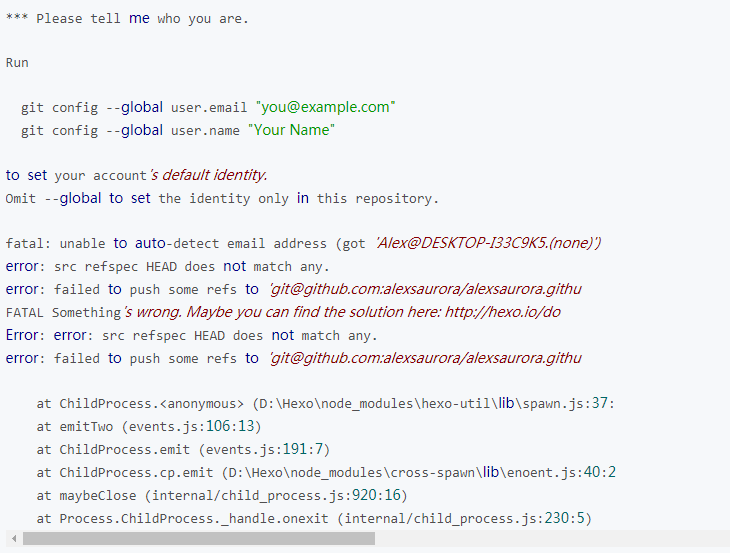 *** Please tell me who you are.
Run
git config --global user.email "you@example.com"
git config --global user.name "Your Name"
to set your account's default identity.
Omit --global to set the identity only in this repository.
fatal: unable to auto-detect email address (got 'Alex@DESKTOP-I33C9K5.(none)')
error: src refspec HEAD does not match any.
error: failed to push some refs to 'git@github.com:alexsaurora/alexsaurora.githu
FATAL Something's wrong. Maybe you can find the solution here: http://hexo.io/do
Error: error: src refspec HEAD does not match any.
error: failed to push some refs to 'git@github.com:alexsaurora/alexsaurora.githu
at ChildProcess.<anonymous> (D:\Hexo\node_modules\hexo-util\lib\spawn.js:37:
at emitTwo (events.js:106:13)
at ChildProcess.emit (events.js:191:7)
at ChildProcess.cp.emit (D:\Hexo\node_modules\cross-spawn\lib\enoent.js:40:2
at maybeClose (internal/child_process.js:920:16)
at Process.ChildProcess._handle.onexit (internal/child_process.js:230:5)